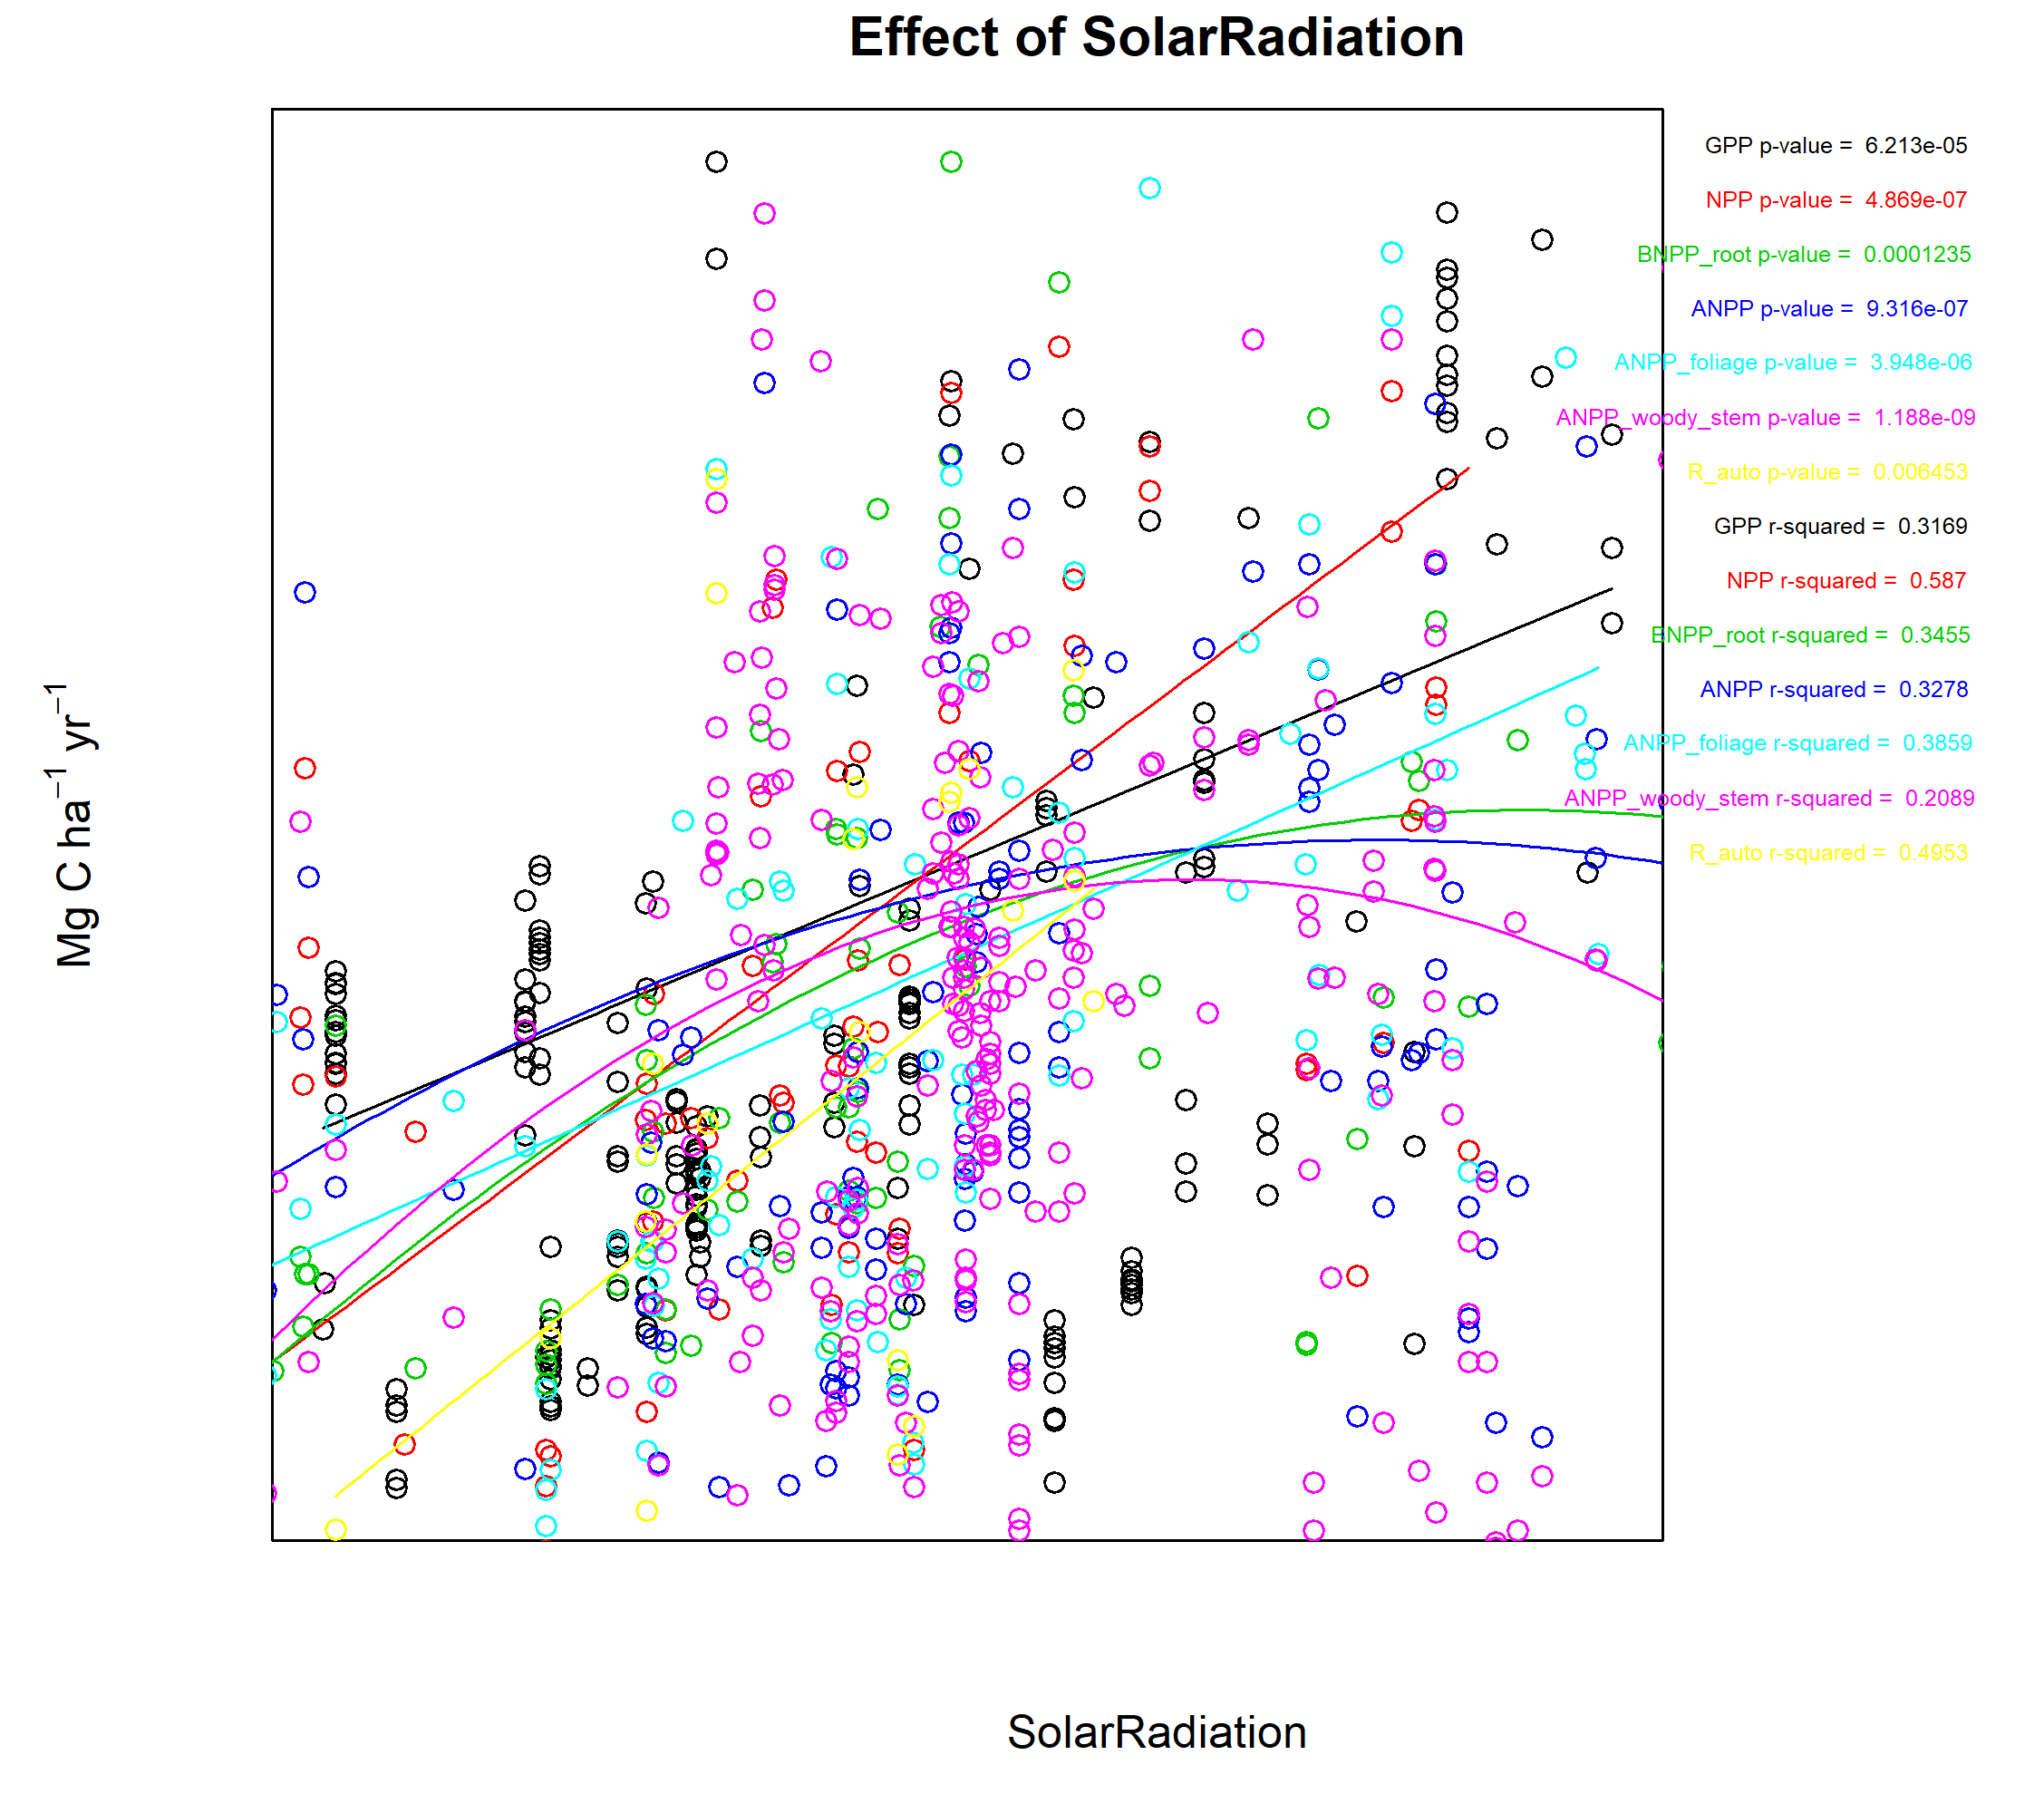 Effect of SolarRadiation
GPP p-value = 6.213e-05
NPP p-value = 4.869e-07
BNPP_root p-value = 0.0001235
ANPP p-value = 9.316e-07
ANPP_foliage p-value = 3.948e-06
ANPP_woody_stem p-value = 1.188e-09
R_auto p-value = 0.006453
GPP r-squared = 0.3169
NPP r-squared = 0.587
BNPP_root r-squared = 0.3455
ANPP r-squared = 0.3278
ANPP_foliage r-squared = 0.3859
ANPP_woody_stem r-squared = 0.2089
R_auto r-squared = 0.4953
Mg C ha⁻¹ yr⁻¹
SolarRadiation